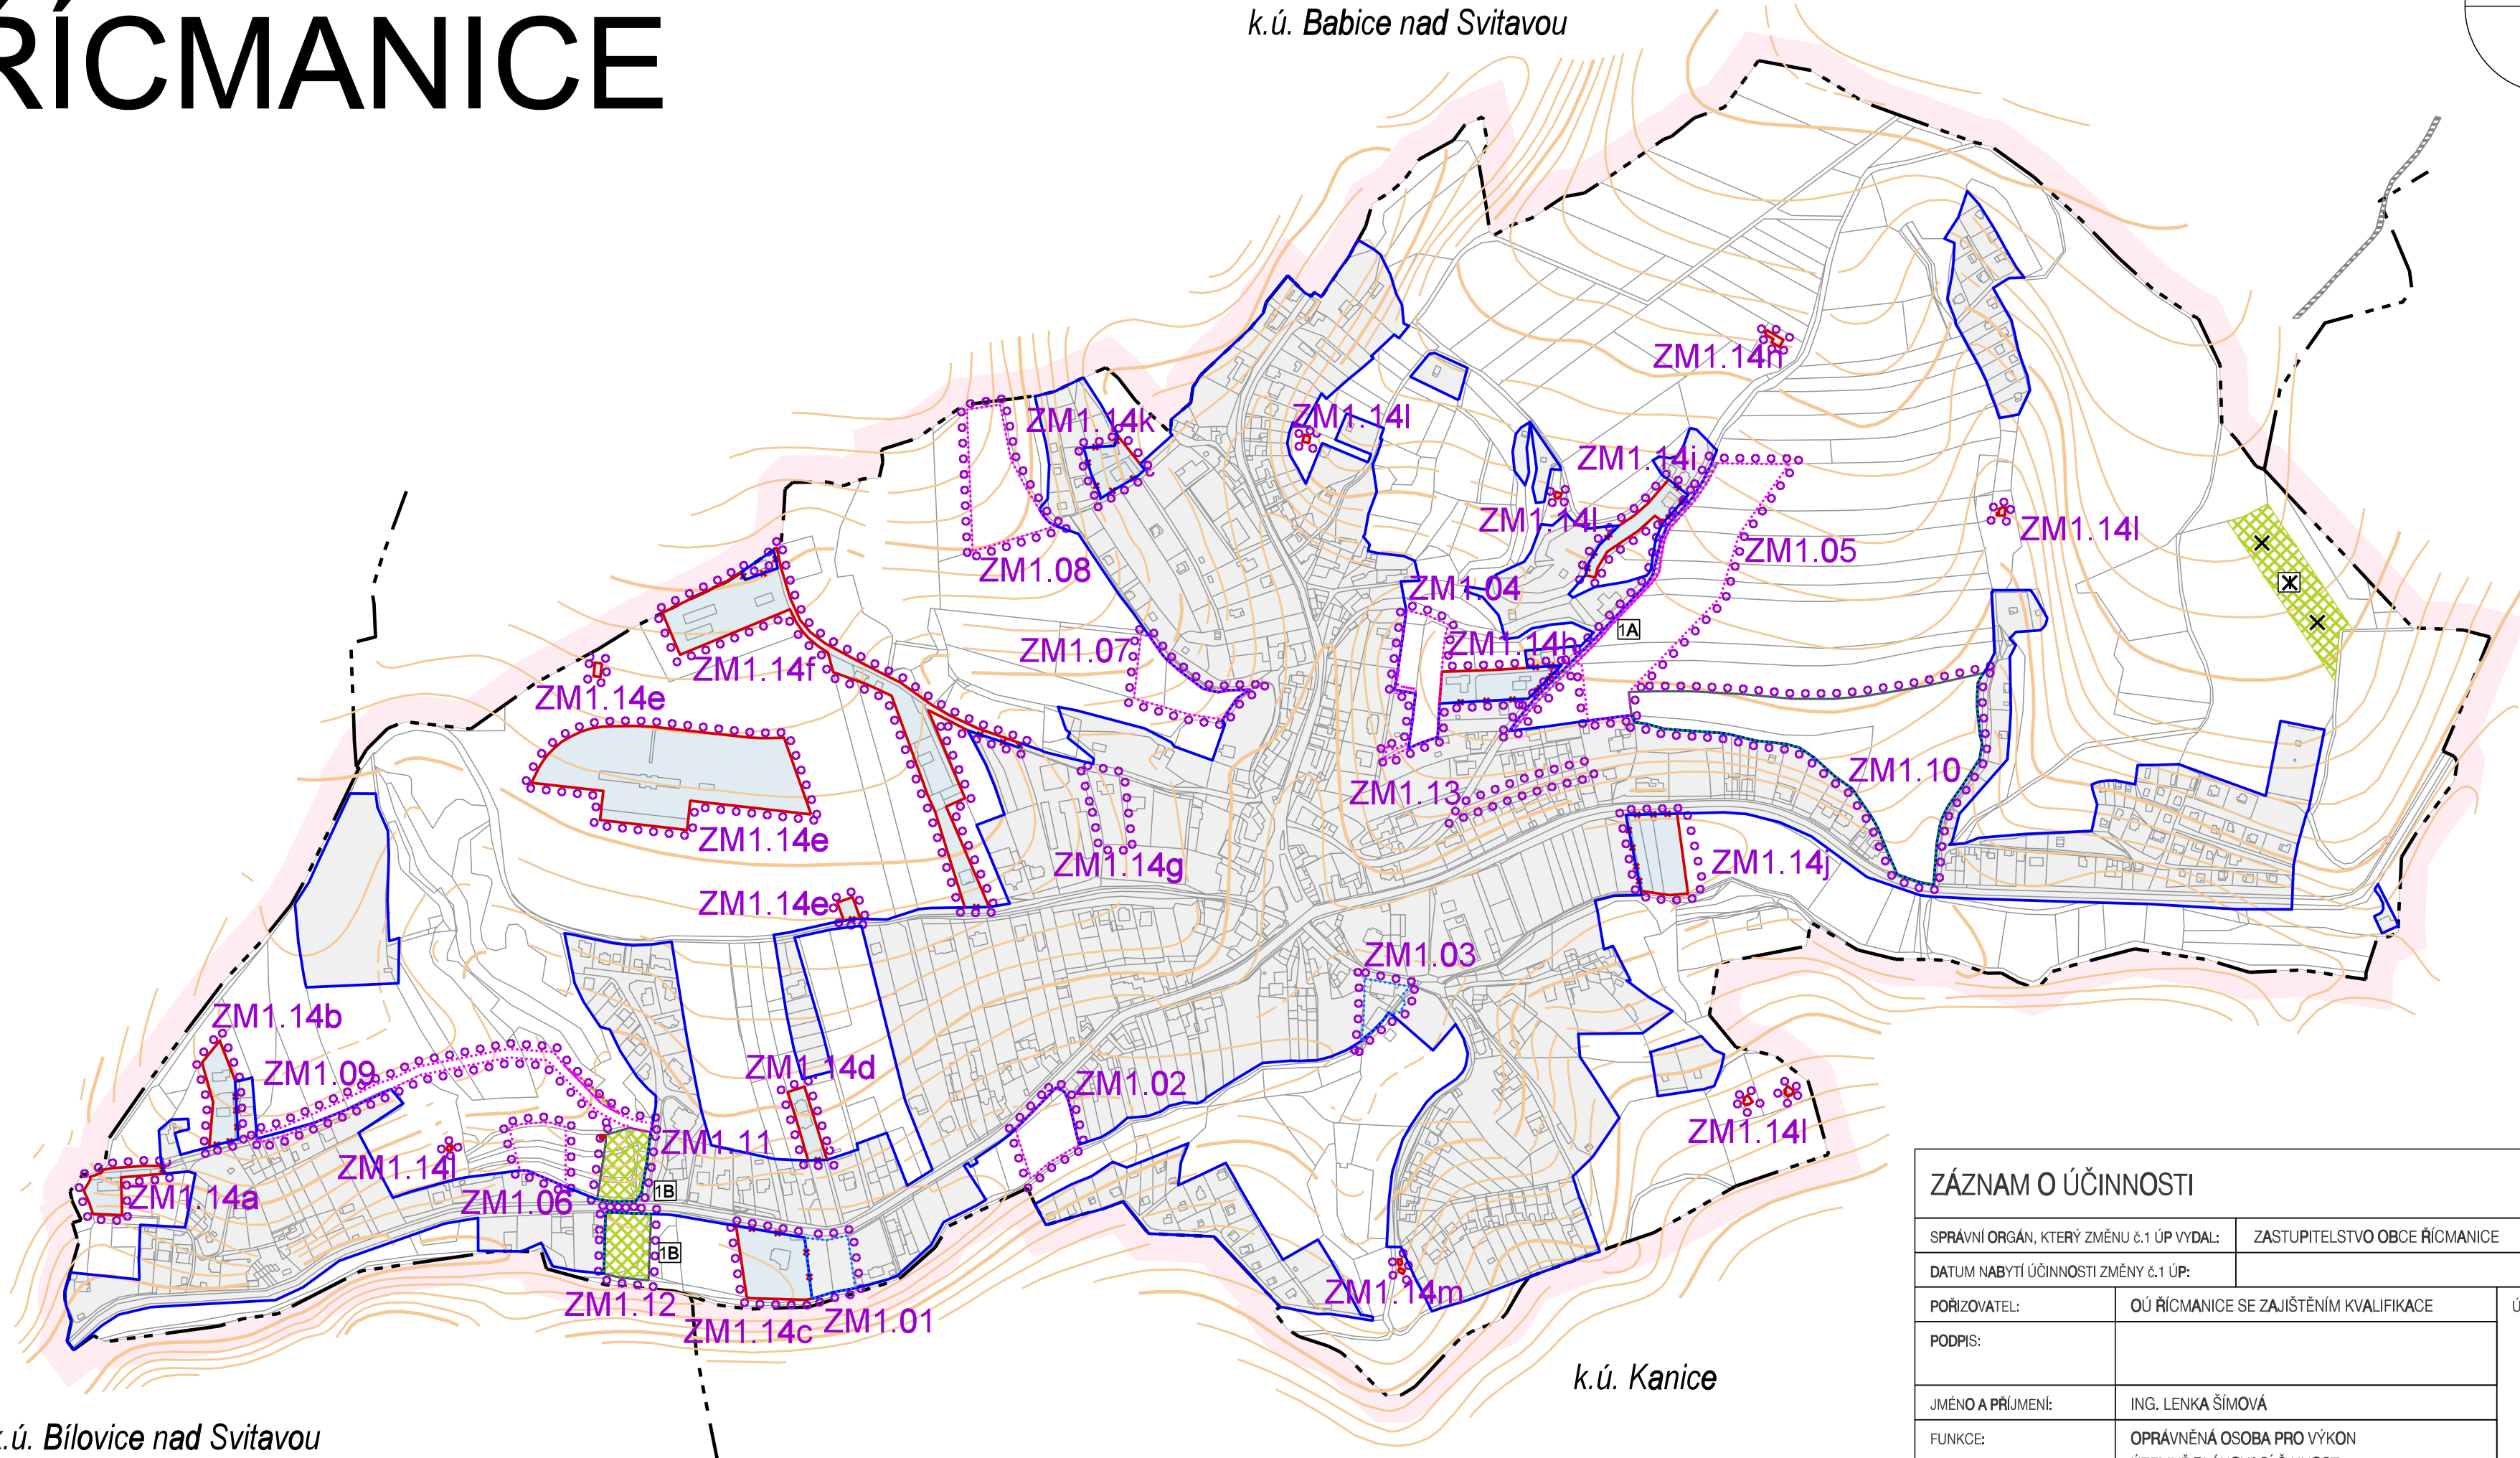 ŘÍCMANICE
k.ú. Babice nad Svitavou
ZM1.14n
ZM1.14k
ZM1.14l
ZM1.14i
ZM1.14l
ZM1.14l
ZM1.05
ZM1.08
ZM1.04
1A
ZM1.14h
ZM1.07
ZM1.14f
ZM1.14e
ZM1.10
ZM1.13
ZM1.14e
ZM1.14g
ZM1.14j
ZM1.14e
ZM1.03
ZM1.14b
ZM1.09
ZM1.14d
ZM1.02
ZM1.14l
ZM1.11
ZM1.14l
ZM1.14a
ZM1.06
1B
1B
ZM1.12
ZM1.14c
ZM1.01
ZM1.14m
k.ú. Kanice
k.ú. Bílovice nad Svitavou
ZÁZNAM O ÚČINNOSTI
SPRÁVNÍ ORGÁN, KTERÝ ZMĚNU č.1 ÚP VYDAL: ZASTUPITELSTVO OBCE ŘÍCMANICE
DATUM NABYTÍ ÚČINNOSTI ZMĚNY č.1 ÚP:
POŘIZOVATEL: OÚ ŘÍCMANICE SE ZAJIŠTĚNÍM KVALIFIKACE
PODPIS:
JMÉNO A PŘÍJMENÍ: ING. LENKA ŠÍMOVÁ
FUNKCE: OPRÁVNĚNÁ OSOBA PRO VÝKON